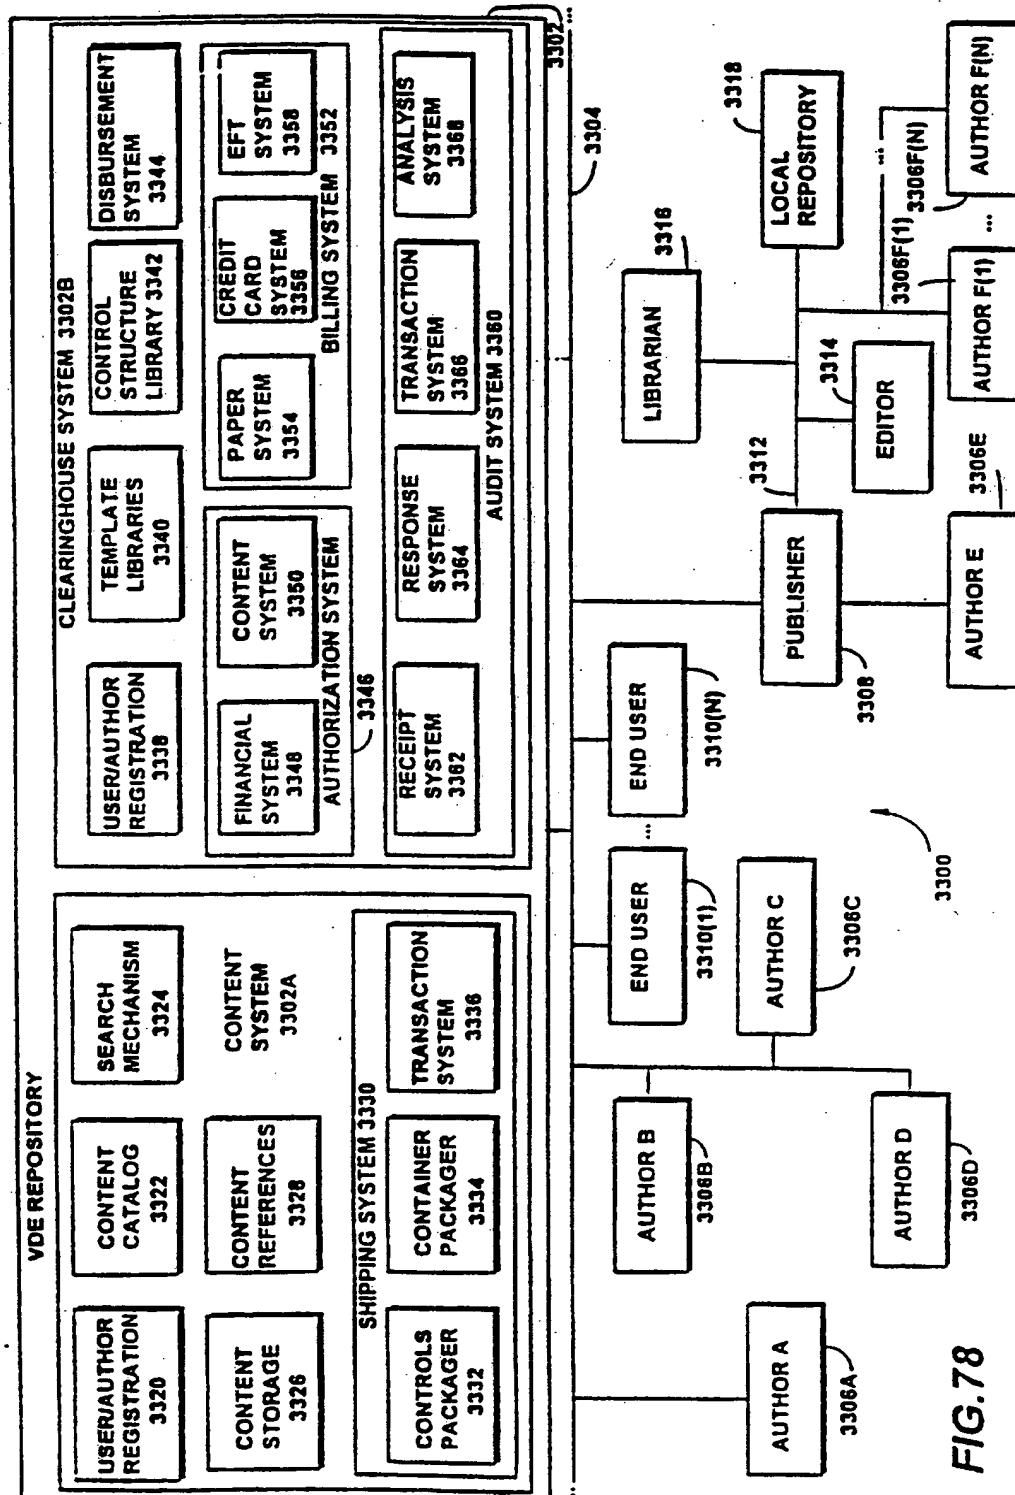 VDE REPOSITORY
USER/AUTHOR
REGISTRATION
3320
CONTENT
CATALOG
3322
SEARCH
MECHANISM
3324
CONTENT
STORAGE
3326
CONTENT
REFERENCES
3328
CONTENT
SYSTEM
3302A
SHIPPING SYSTEM 3330
CONTROLS
PACKAGER
3332
CONTAINER
PACKAGER
3334
TRANSACTION
SYSTEM
3336
CLEARINGHOUSE SYSTEM 3302B
USER/AUTHOR
REGISTRATION
3338
TEMPLATE
LIBRARIES
3340
CONTROL
STRUCTURE
LIBRARY 3342
DISBURSEMENT
SYSTEM
3344
FINANCIAL
SYSTEM
3348
CONTENT
SYSTEM
3350
AUTHORIZATION SYSTEM
3346
PAPER
SYSTEM
3354
CREDIT
CARD
SYSTEM
3356
EFT
SYSTEM
3358
BILLING SYSTEM 3352
RECEIPT
SYSTEM
3362
RESPONSE
SYSTEM
3364
TRANSACTION
SYSTEM
3366
ANALYSIS
SYSTEM
3368
AUDIT SYSTEM 3360
3302
...
...
3304
AUTHOR A
3306A
AUTHOR B
3306B
AUTHOR C
3306C
AUTHOR D
3306D
END USER
3310(1)
...
END USER
3310(N)
3300
PUBLISHER
3308
3312
LIBRARIAN
3316
LOCAL
REPOSITORY
3318
EDITOR
3314
AUTHOR E
3306E
AUTHOR F(1)
3306F(1)
...
...
AUTHOR F(N)
3306F(N)
FIG. 78